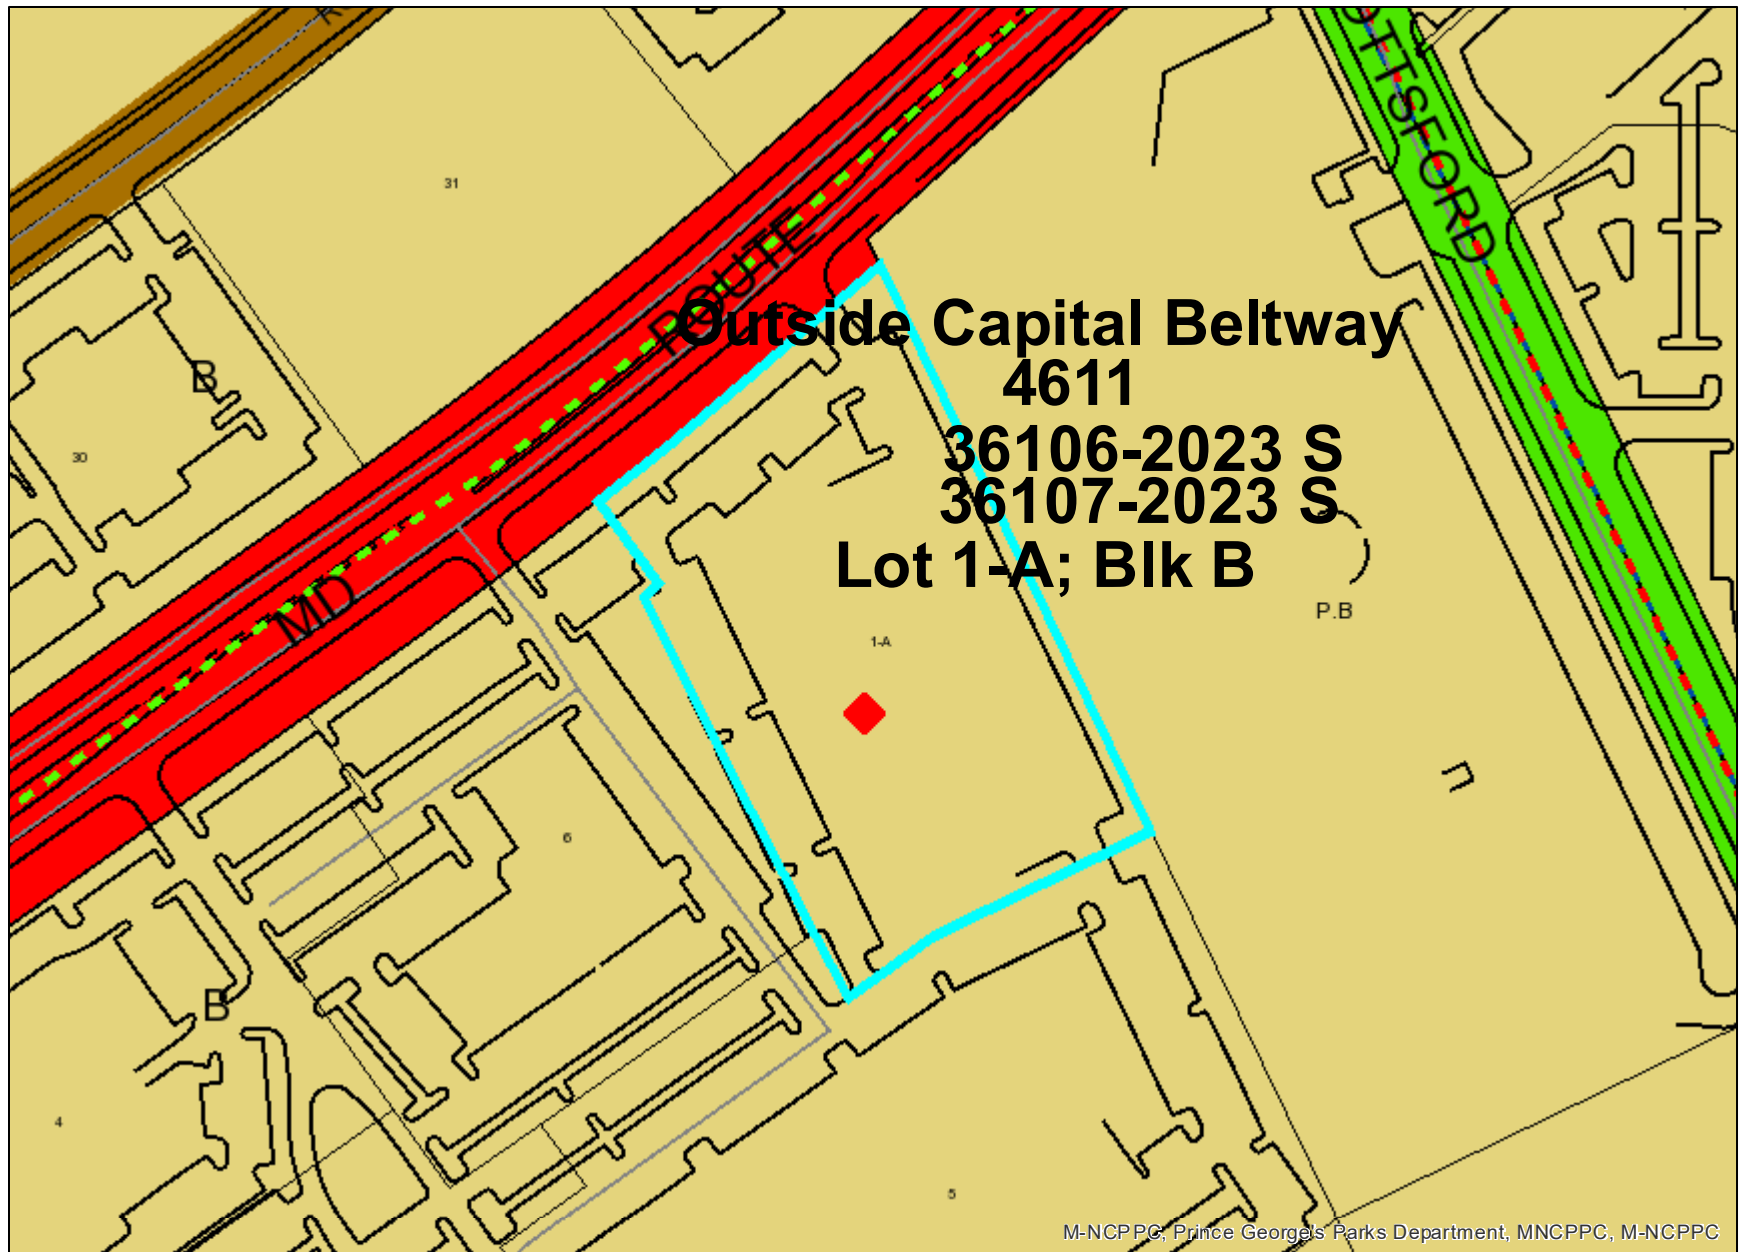 OTTSFORD
31
MD ROUTE
Outside Capital Beltway
4611
36106-2023 S
36107-2023 S
Lot 1-A; Blk B
B
30
P.B
1-A
6
B
4
5
M-NCPPC, Prince George's Parks Department, MNCPPC, M-NCPPC